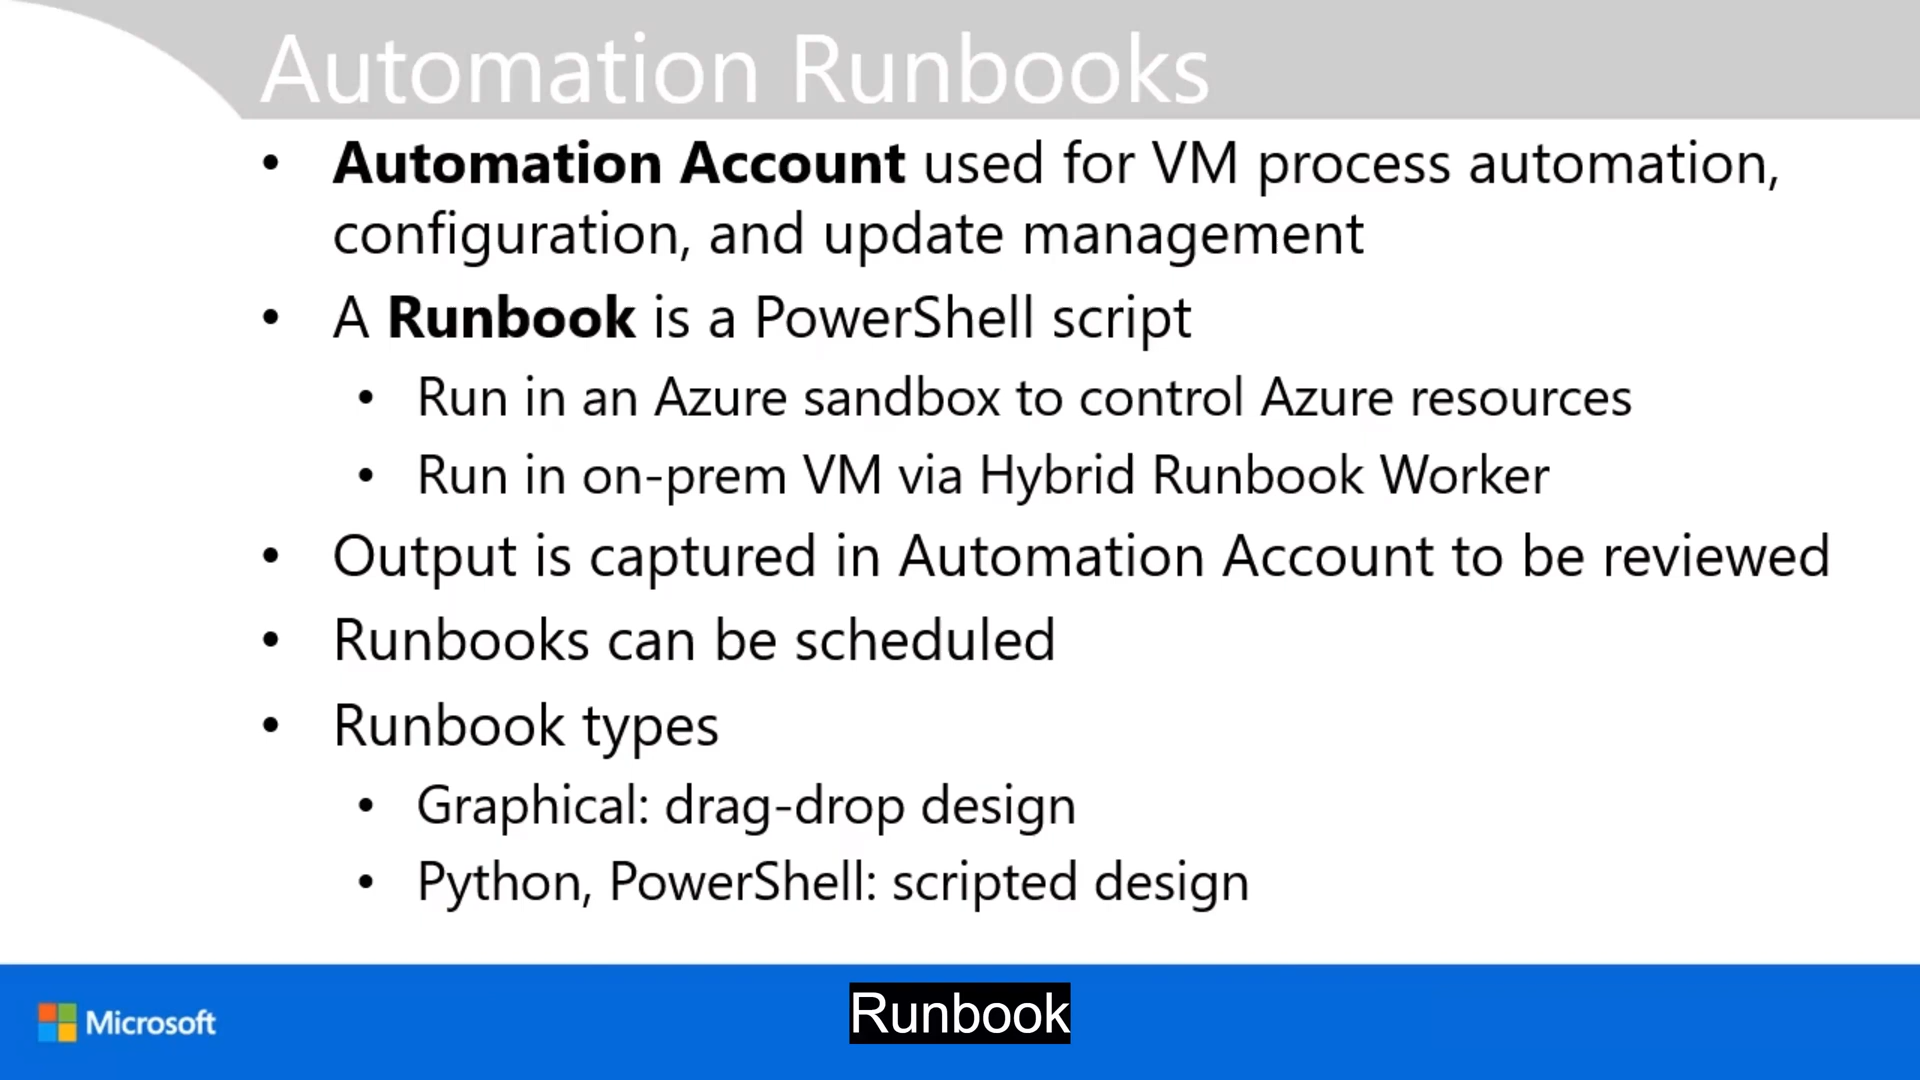 Automation Runbooks
• Automation Account used for VM process automation,
configuration, and update management
• A Runbook is a PowerShell script
• Run in an Azure sandbox to control Azure resources
• Run in on-prem VM via Hybrid Runbook Worker
• Output is captured in Automation Account to be reviewed
• Runbooks can be scheduled
• Runbook types
• Graphical: drag-drop design
• Python, PowerShell: scripted design
Microsoft
Runbook